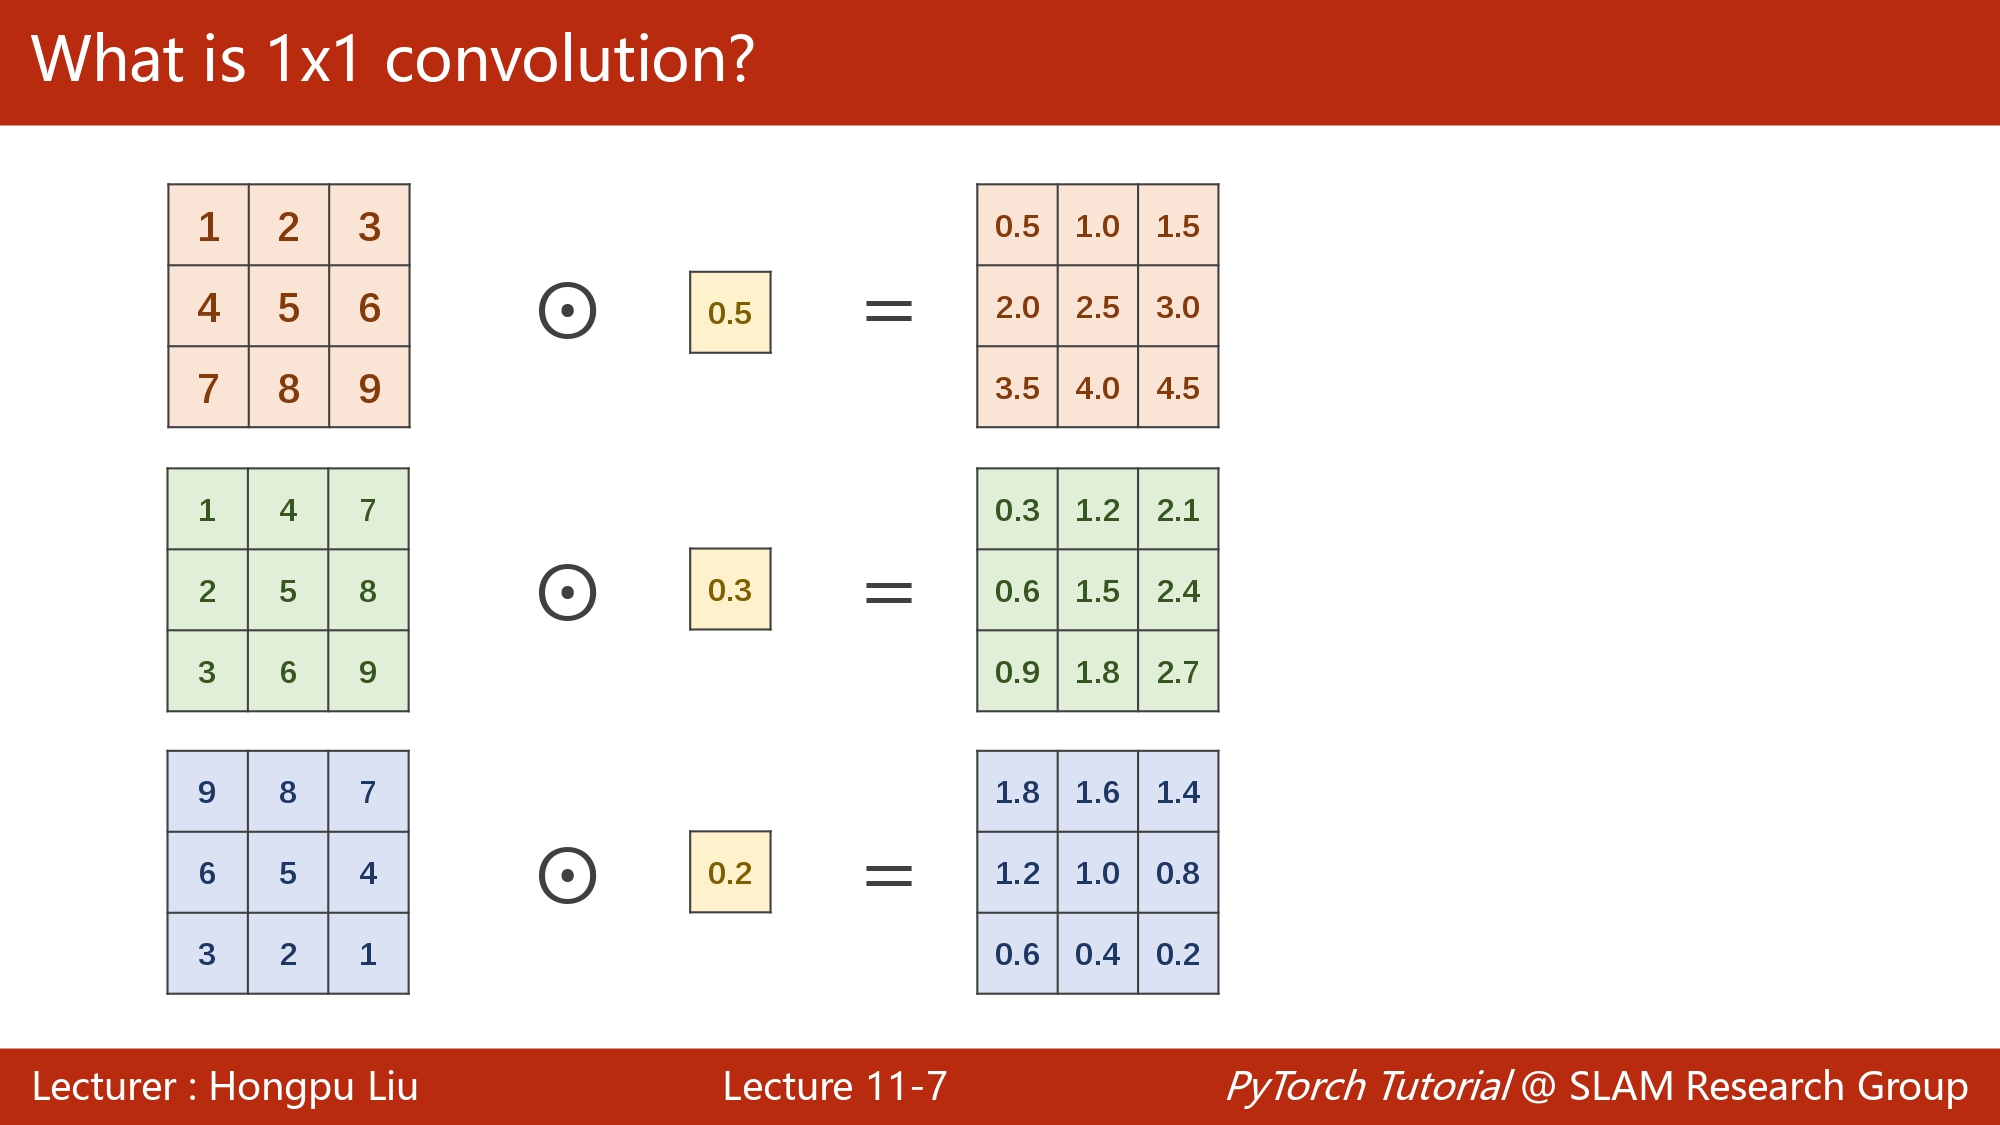 What is 1x1 convolution?
1 2 3 0.5 1.0 1.5
4 5 6 ⊙ 0.5 = 2.0 2.5 3.0
7 8 9 3.5 4.0 4.5
1 4 7 0.3 1.2 2.1
2 5 8 ⊙ 0.3 = 0.6 1.5 2.4
3 6 9 0.9 1.8 2.7
9 8 7 1.8 1.6 1.4
6 5 4 ⊙ 0.2 = 1.2 1.0 0.8
3 2 1 0.6 0.4 0.2
Lecturer : Hongpu Liu Lecture 11-7 PyTorch Tutorial @ SLAM Research Group